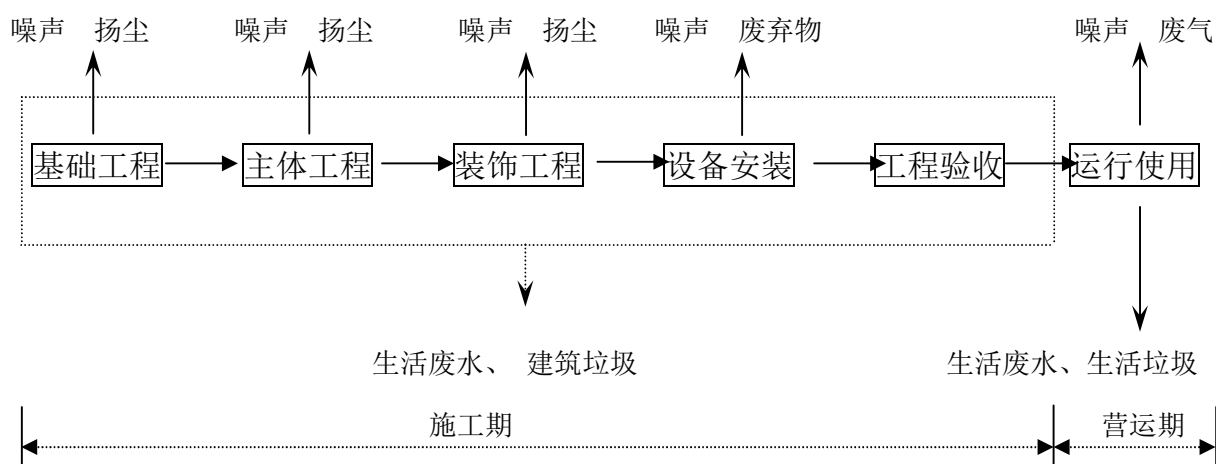 噪声 扬尘 噪声 扬尘 噪声 扬尘 噪声 废弃物 噪声 废气
基础工程 主体工程 装饰工程 设备安装 工程验收 运行使用
生活废水、 建筑垃圾 生活废水、生活垃圾
施工期 营运期